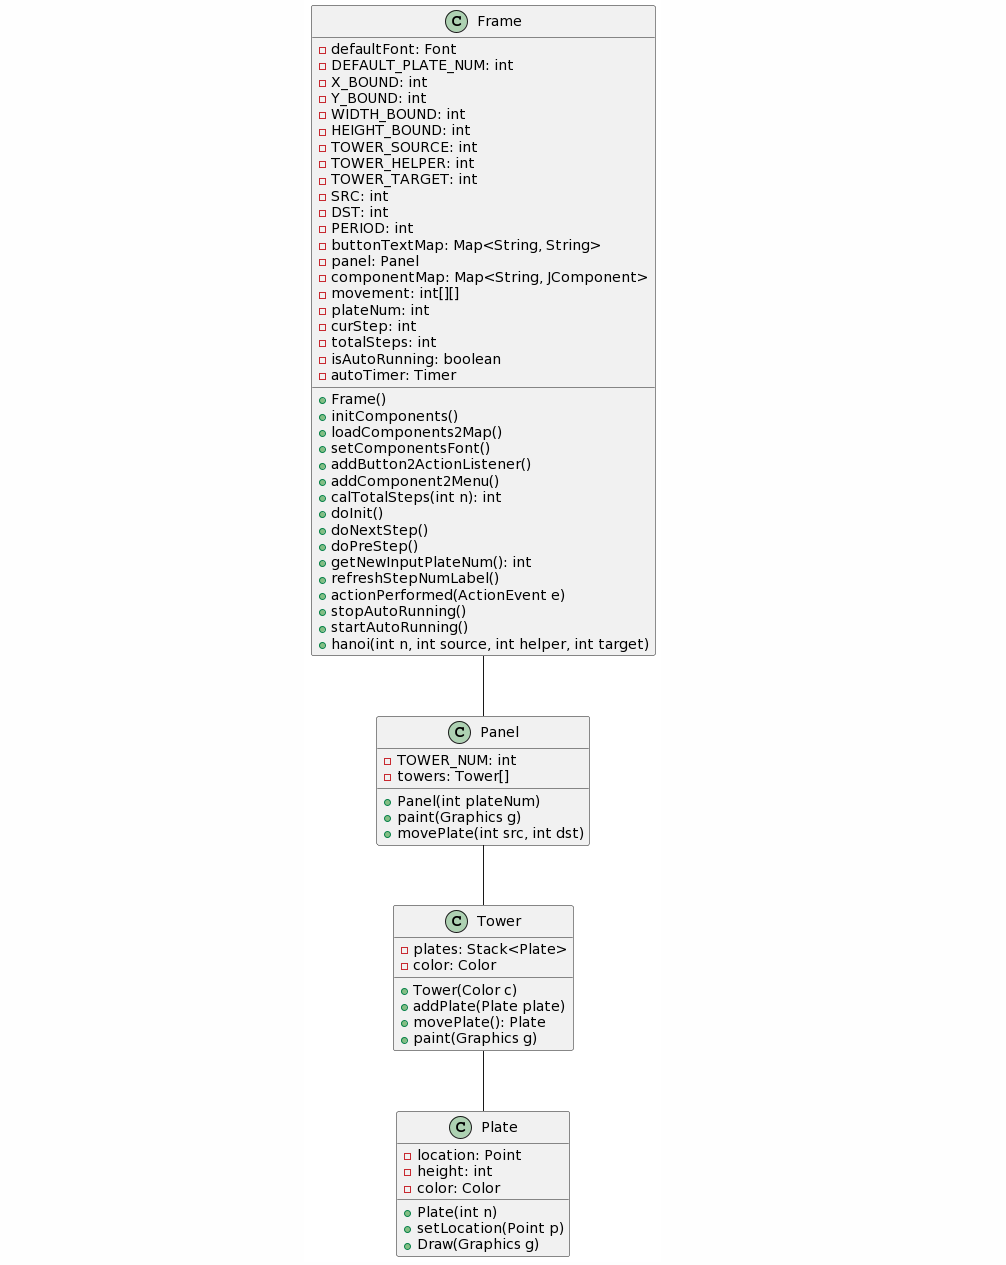 C Frame
defaultFont: Font
DEFAULT_PLATE_NUM: int
X_BOUND: int
Y_BOUND: int
WIDTH_BOUND: int
HEIGHT_BOUND: int
TOWER_SOURCE: int
TOWER_HELPER: int
TOWER_TARGET: int
SRC: int
DST: int
PERIOD: int
buttonTextMap: Map<String, String>
panel: Panel
componentMap: Map<String, JComponent>
movement: int[][]
plateNum: int
curStep: int
totalSteps: int
isAutoRunning: boolean
autoTimer: Timer
Frame()
initComponents()
loadComponents2Map()
setComponentsFont()
addButton2ActionListener()
addComponent2Menu()
calTotalSteps(int n): int
doInit()
doNextStep()
doPreStep()
getNewInputPlateNum(): int
refreshStepNumLabel()
actionPerformed(ActionEvent e)
stopAutoRunning()
startAutoRunning()
hanoi(int n, int source, int helper, int target)
C Panel
TOWER_NUM: int
towers: Tower[]
Panel(int plateNum)
paint(Graphics g)
movePlate(int src, int dst)
C Tower
plates: Stack<Plate>
color: Color
Tower(Color c)
addPlate(Plate plate)
movePlate(): Plate
paint(Graphics g)
C Plate
location: Point
height: int
color: Color
Plate(int n)
setLocation(Point p)
Draw(Graphics g)